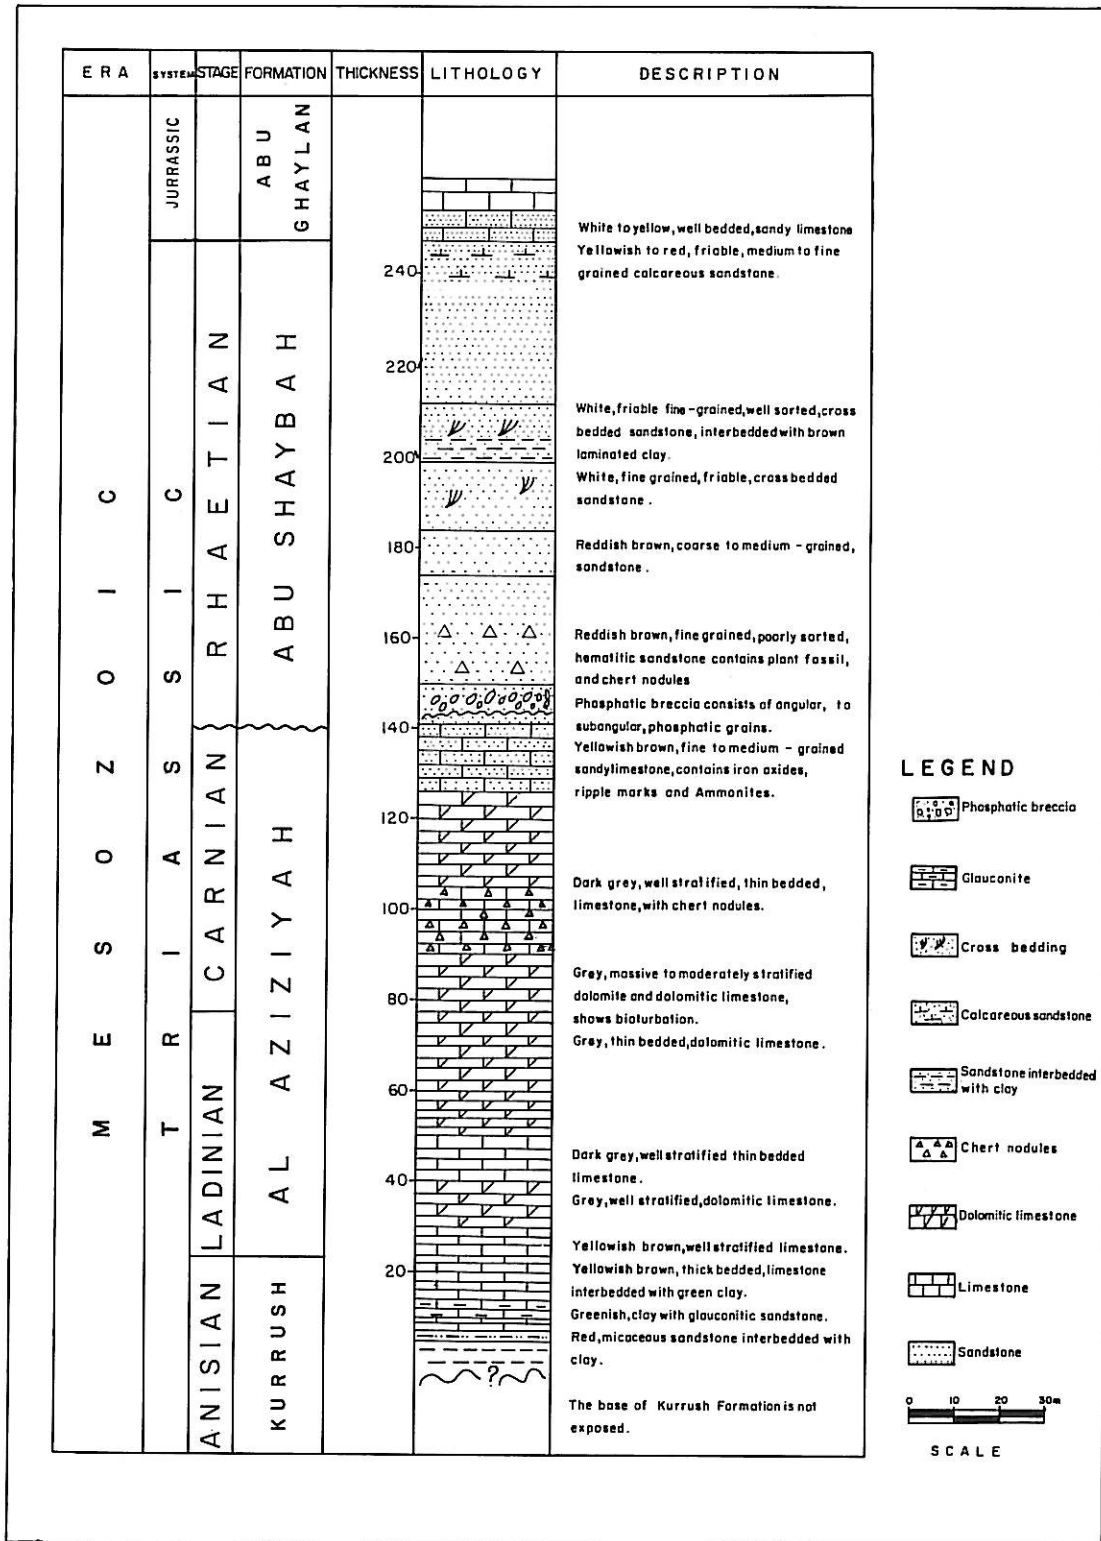 ERA SYSTEM STAGE FORMATION THICKNESS LITHOLOGY DESCRIPTION
MESOZOIC
JURRASSIC
TRIASSIC
RHAETIAN
CARNIAN
LADINIAN
ANISIAN
ABU
GHAYLAN
ABU SHAYBAH
AL AZIZIYAH
KURRUSH
240
220
200
180
160
140
120
100
80
60
40
20
?
White to yellow, well bedded, sandy limestone
Yellowish to red, friable, medium to fine
grained calcareous sandstone.
White, friable fine-grained, well sorted, cross
bedded sandstone, interbedded with brown
laminated clay.
White, fine grained, friable, cross bedded
sandstone.
Reddish brown, coarse to medium-grained,
sandstone.
Reddish brown, fine grained, poorly sorted,
hematitic sandstone contains plant fossil,
and chert nodules
Phosphatic breccia consists of angular, to
subangular, phosphatic grains.
Yellowish brown, fine to medium-grained
sandylimestone, contains iron oxides,
ripple marks and Ammonites.
Dark grey, well stratified, thin bedded,
limestone, with chert nodules.
Grey, massive to moderately stratified
dolomite and dolomitic limestone,
shows bioturbation.
Grey, thin bedded, dolomitic limestone.
Dark grey, well stratified thin bedded
limestone.
Grey, well stratified, dolomitic limestone.
Yellowish brown, well stratified limestone.
Yellowish brown, thick bedded, limestone
interbedded with green clay.
Greenish, clay with glauconitic sandstone.
Red, micaceous sandstone interbedded with
clay.
The base of Kurrush Formation is not
exposed.
LEGEND
Phosphatic breccia
Glauconite
Cross bedding
Calcareous sandstone
Sandstone interbedded
with clay
Chert nodules
Dolomitic limestone
Limestone
Sandstone
0 10 20 30m
SCALE